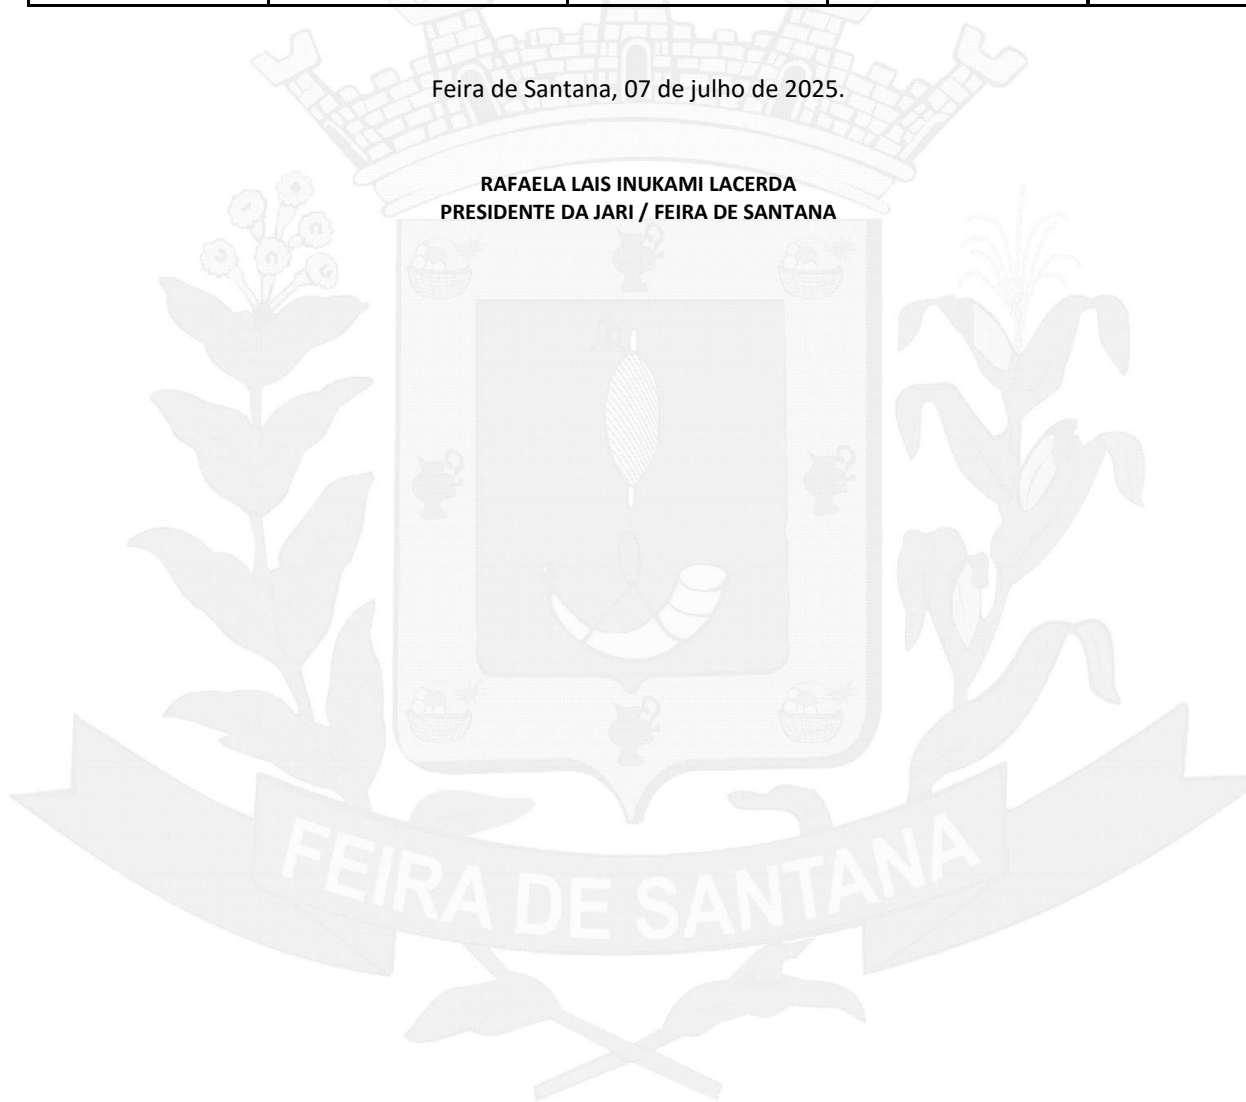 Feira de Santana, 07 de julho de 2025.
RAFAELA LAIS INUKAMI LACERDA
PRESIDENTE DA JARI / FEIRA DE SANTANA
FEIRA DE SANTANA